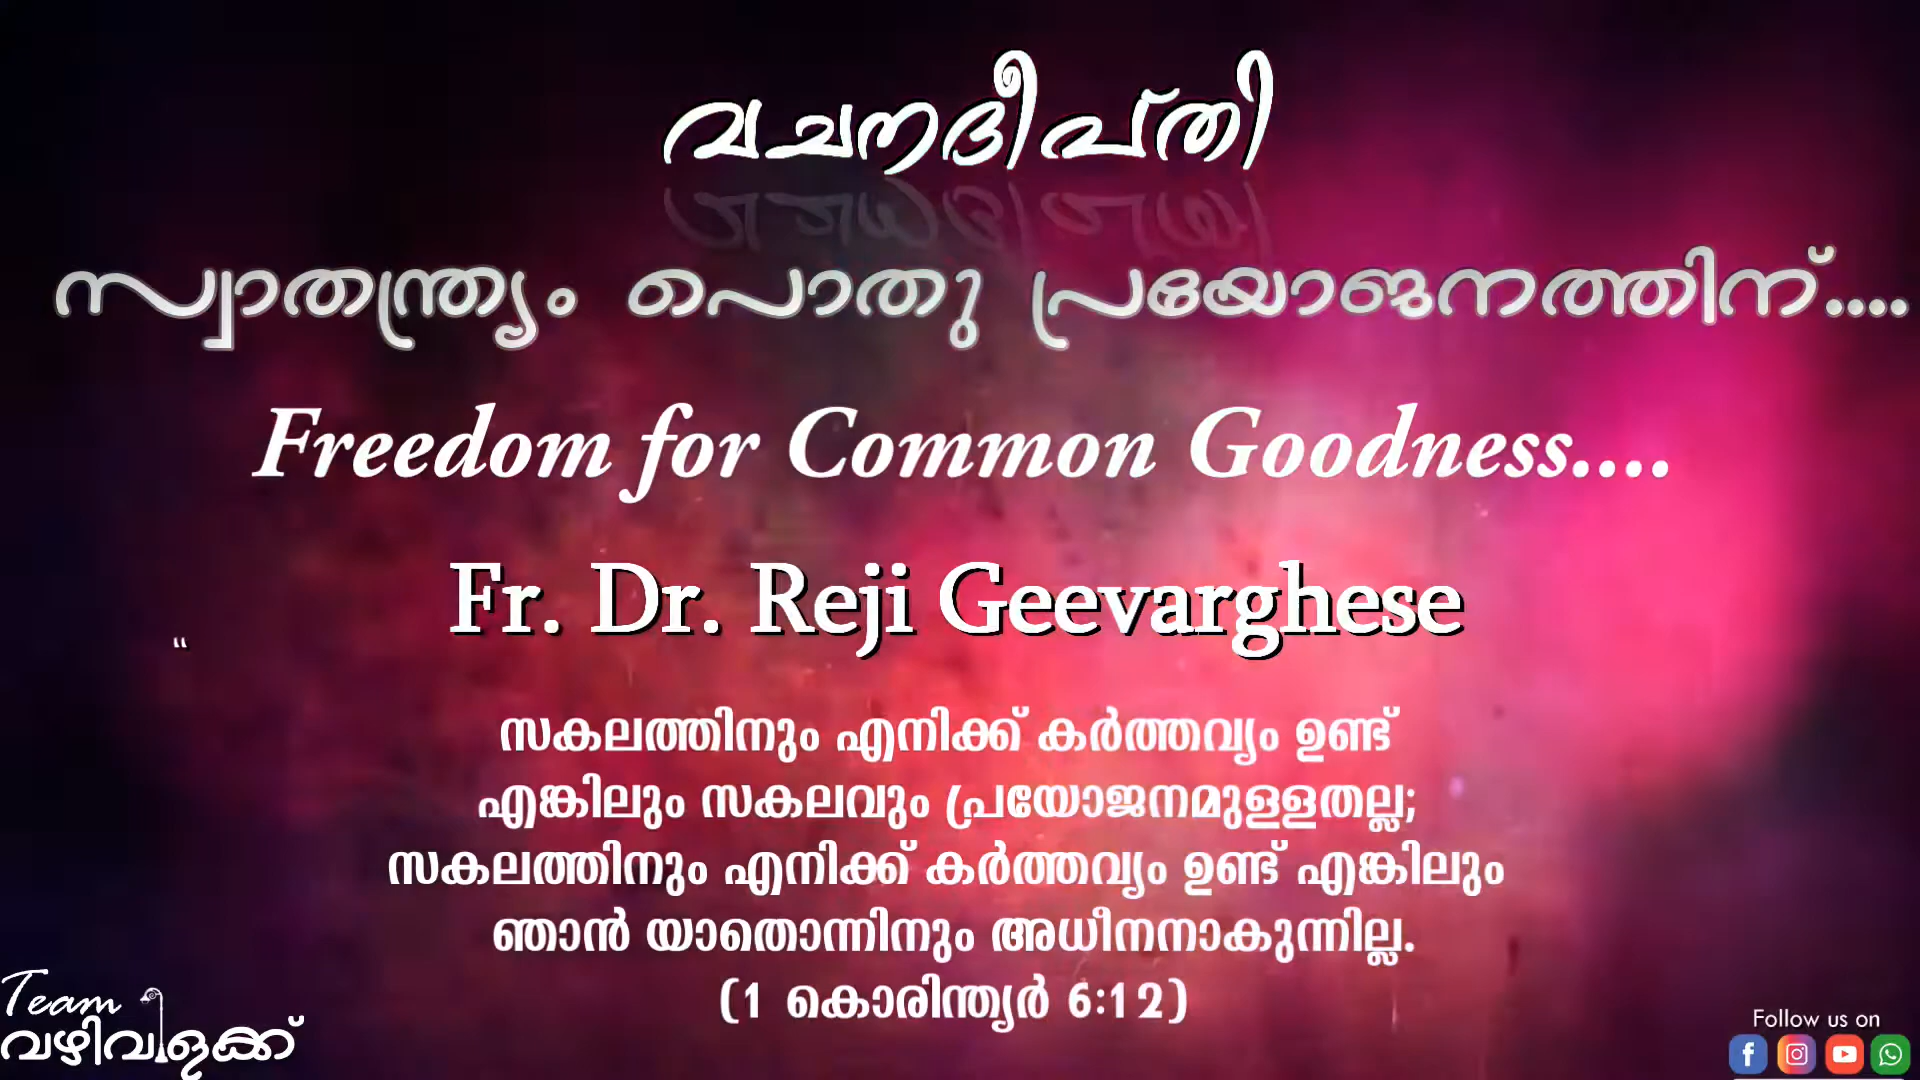 വചനദീപ്തി
സ്വാതന്ത്ര്യം പൊതു പ്രയോജനത്തിന്....
Freedom for Common Goodness....
Fr. Dr. Reji Geevarghese
“
സകലത്തിനും എനിക്ക് കർത്തവ്യം ഉണ്ട്
എങ്കിലും സകലവും പ്രയോജനമുള്ളതല്ല;
സകലത്തിനും എനിക്ക് കർത്തവ്യം ഉണ്ട് എങ്കിലും
ഞാൻ യാതൊന്നിനും അധീനനാകുന്നില്ല.
(1 കൊരിന്ത്യർ 6:12)
Team
വഴിവിളക്ക്
Follow us on